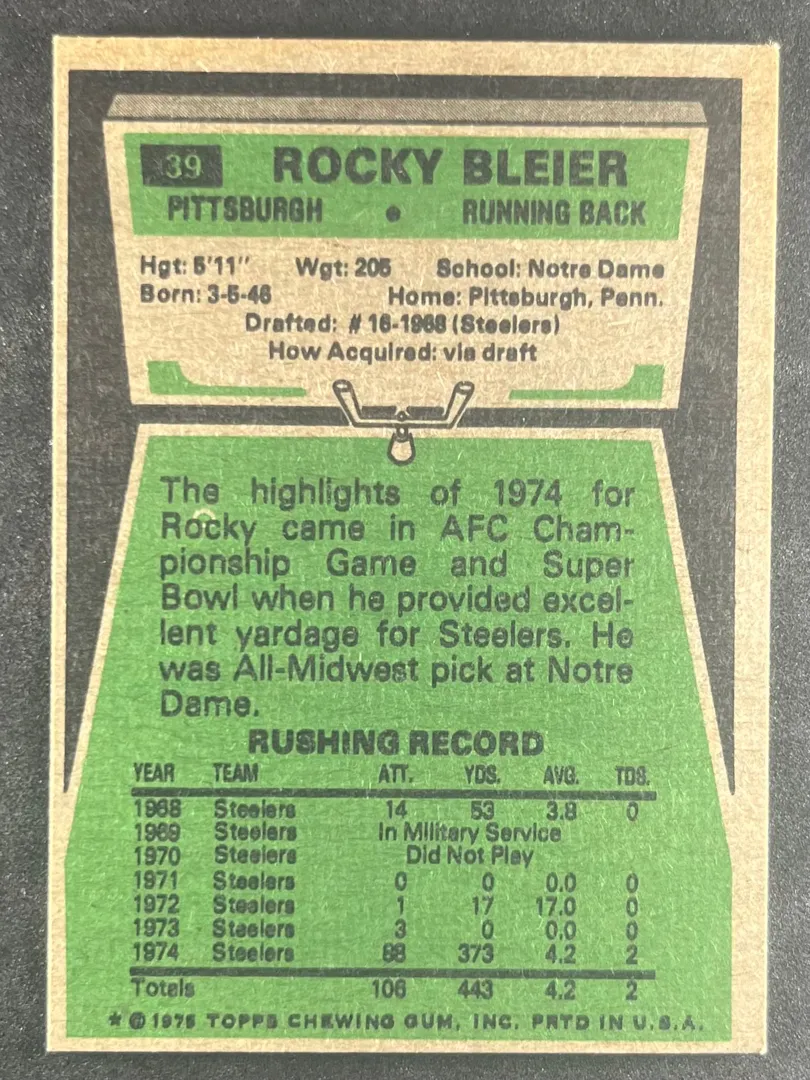 39 ROCKY BLEIER
PITTSBURGH • RUNNING BACK
Hgt: 5'11" Wgt: 205 School: Notre Dame
Born: 3-5-46 Home: Pittsburgh, Penn.
Drafted: # 16-1968 (Steelers)
How Acquired: via draft
The highlights of 1974 for
Rocky came in AFC Cham-
pionship Game and Super
Bowl when he provided excel-
lent yardage for Steelers. He
was All-Midwest pick at Notre
Dame.
RUSHING RECORD
YEAR TEAM ATT. YDS. AVG. TDS.
1968 Steelers 14 53 3.8 0
1969 Steelers In Military Service
1970 Steelers Did Not Play
1971 Steelers 0 0 0.0 0
1972 Steelers 1 17 17.0 0
1973 Steelers 3 0 0.0 0
1974 Steelers 88 373 4.2 2
Totals 106 443 4.2 2
* © 1975 TOPPS CHEWING GUM, INC. PRTD IN U.S.A.